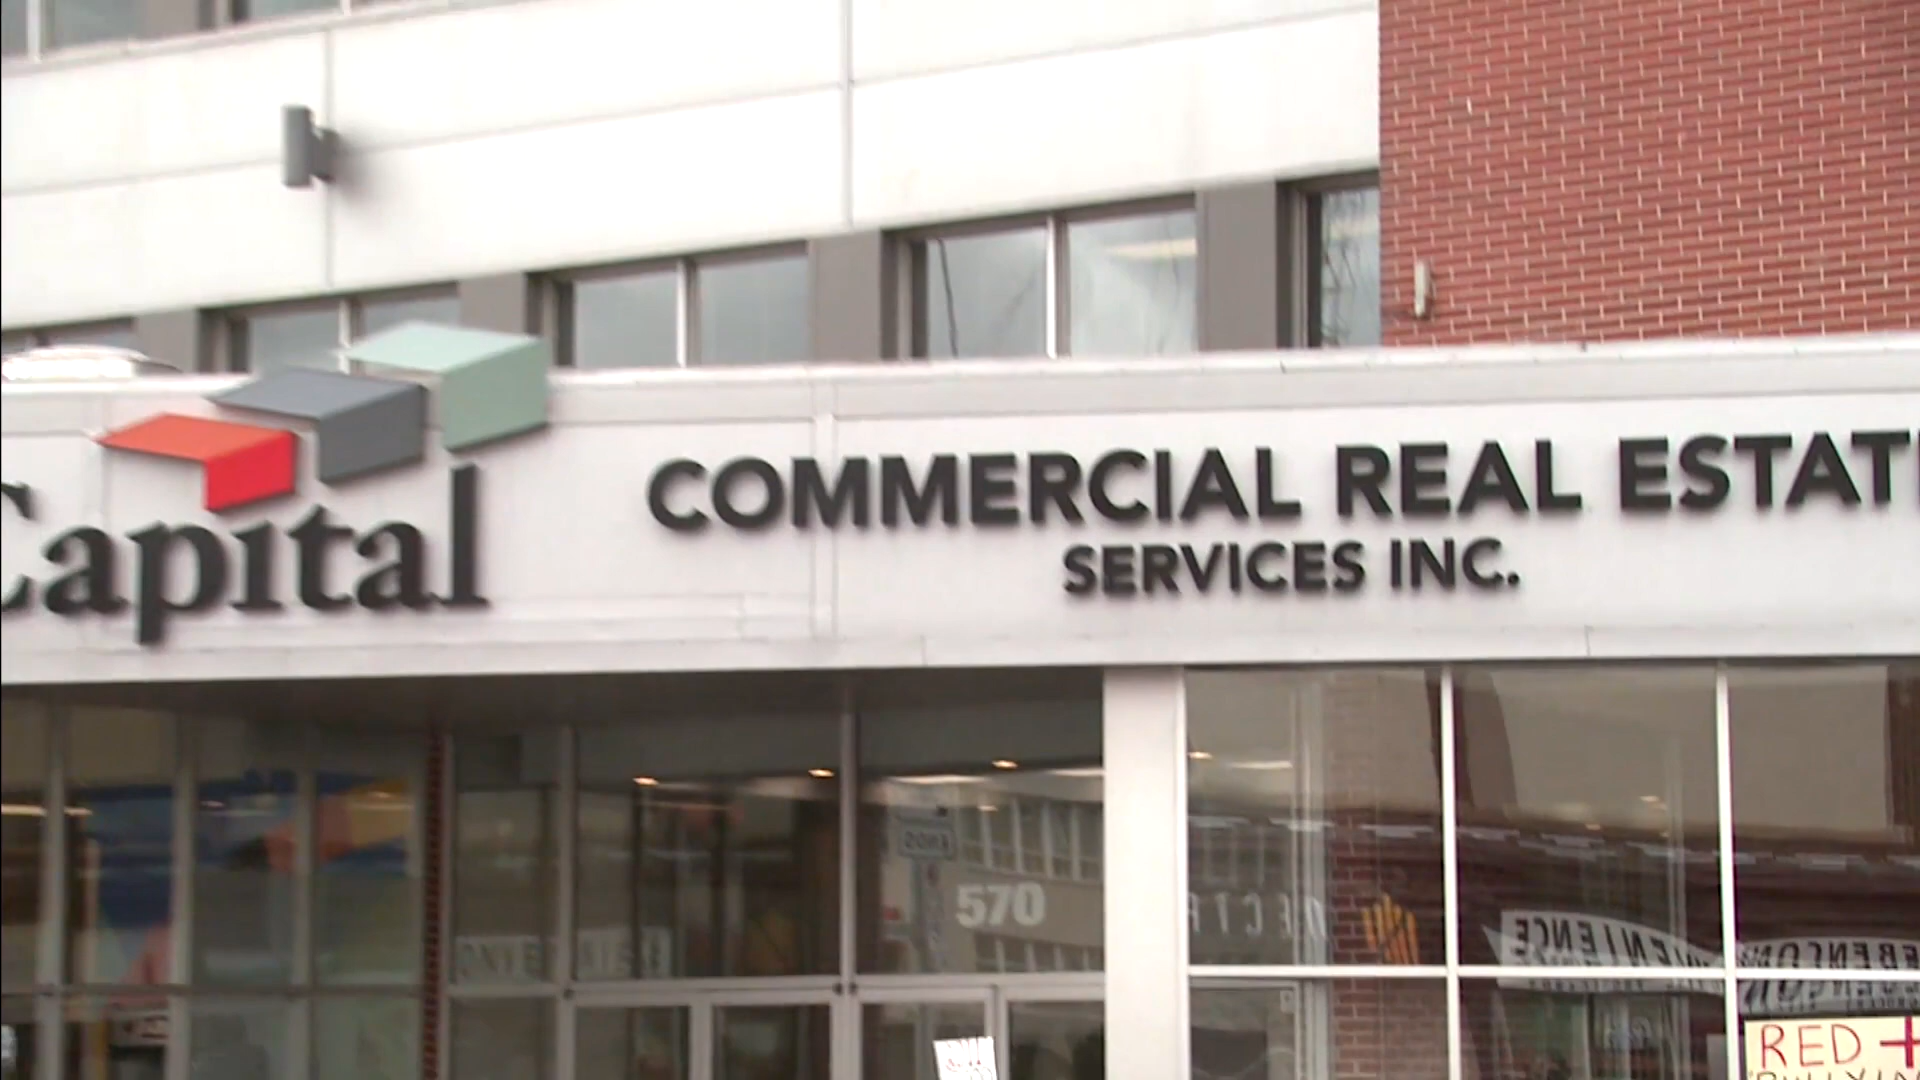 Capital
COMMERCIAL REAL ESTAT
SERVICES INC.
570
RED +